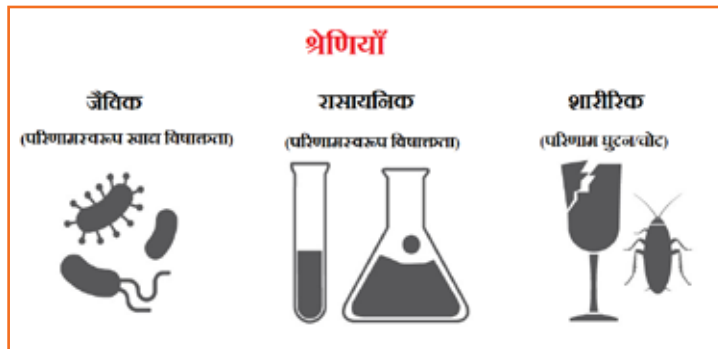 श्रेणियाँ
जैविक
रासायनिक
शारीरिक
(परिणामस्वरूप खाद्य विषाक्तता)
(परिणामस्वरूप विषाक्तता)
(परिणाम घुटन/चोट)